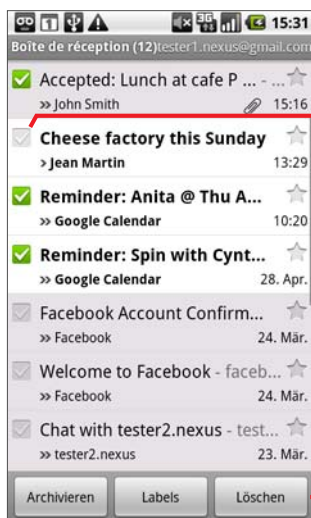 3G 15:31
Boîte de réception (12)tester1.nexus@gmail.com
Accepted: Lunch at cafe P ... - ...
» John Smith 15:16
Cheese factory this Sunday
› Jean Martin 13:29
Reminder: Anita @ Thu A...
» Google Calendar 10:20
Reminder: Spin with Cynt...
» Google Calendar 28. Apr.
Facebook Account Confirm...
» Facebook 24. Mär.
Welcome to Facebook - faceb...
» Facebook 24. Mär.
Chat with tester2.nexus - test...
» tester2.nexus 23. Mär.
Archivieren Labels Löschen